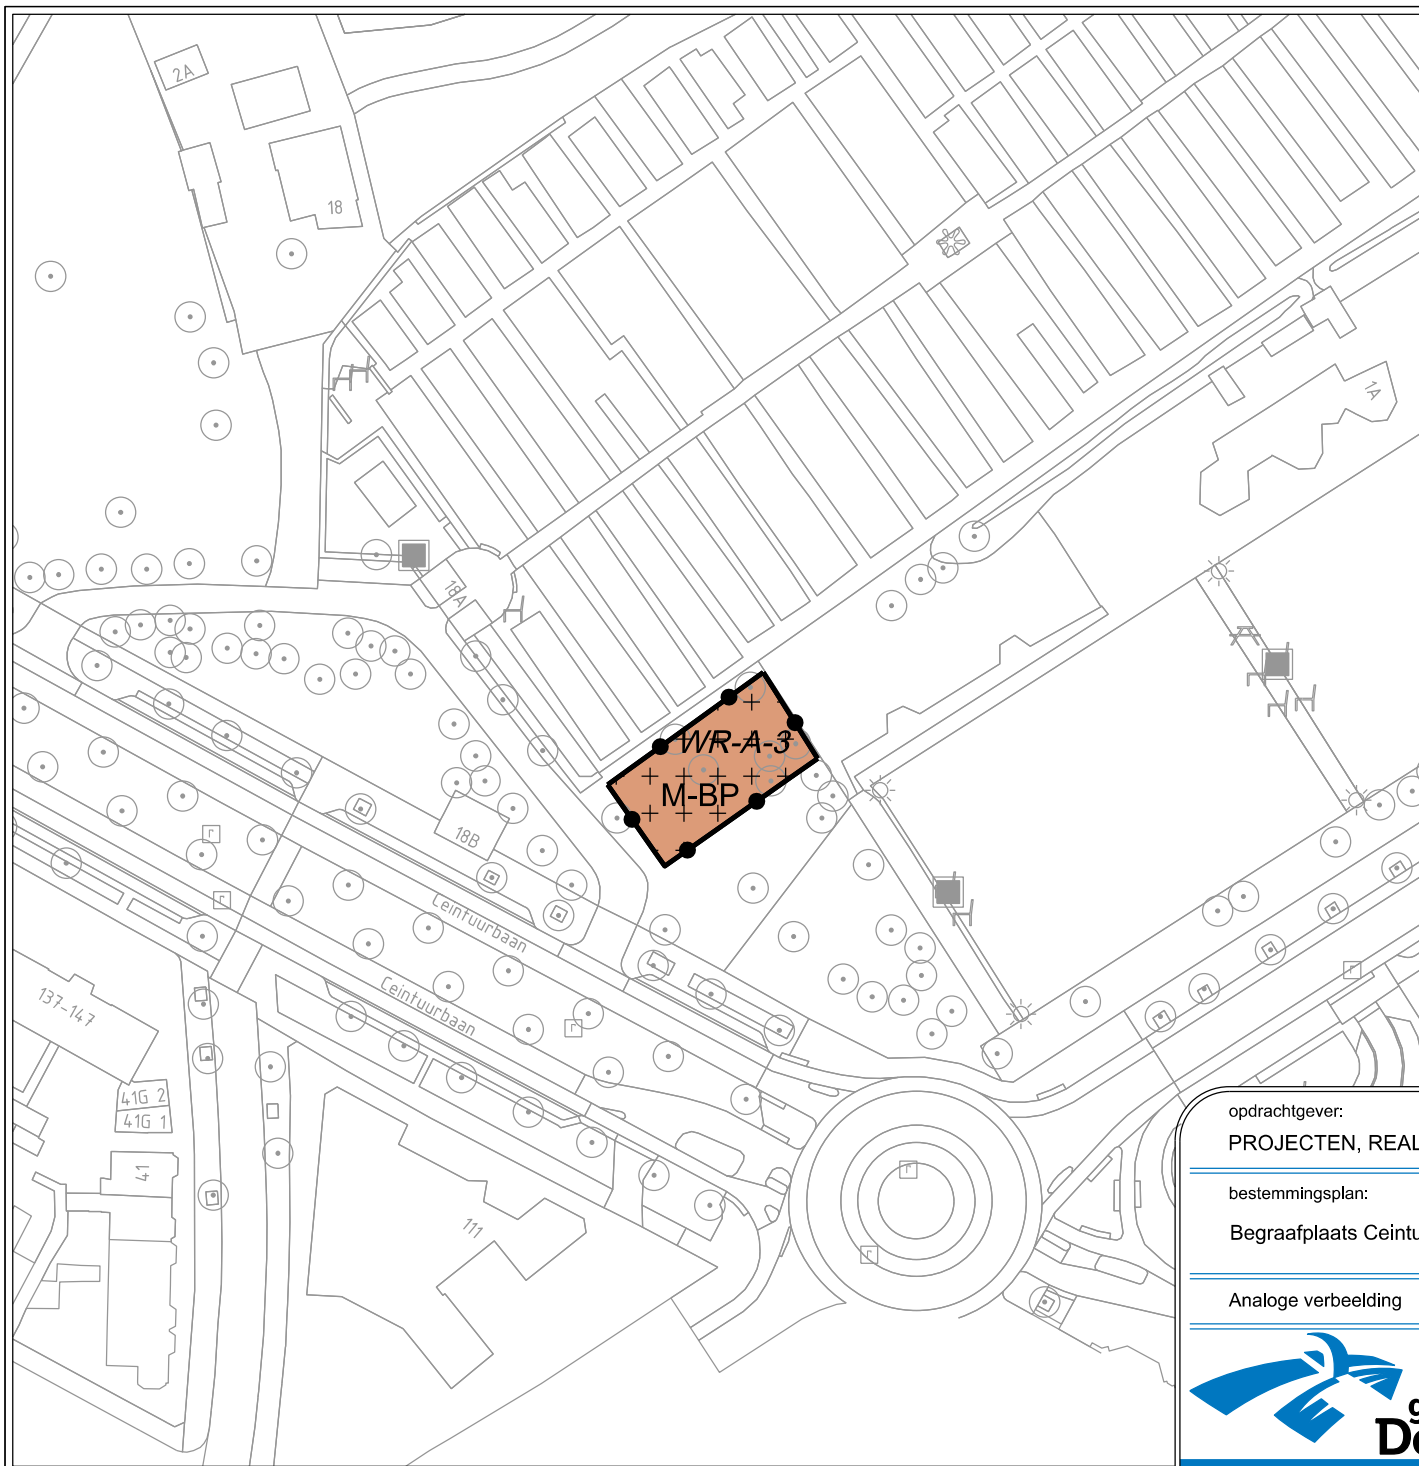 2A
18
1A
18A
WR-A-3
M-BP
18B
Ceintuurbaan
Ceintuurbaan
137-147
41G 2
41G 1
41
111
opdrachtgever:
PROJECTEN, REAL
bestemmingsplan:
Begraafplaats Ceintu
Analoge verbeelding
g
De